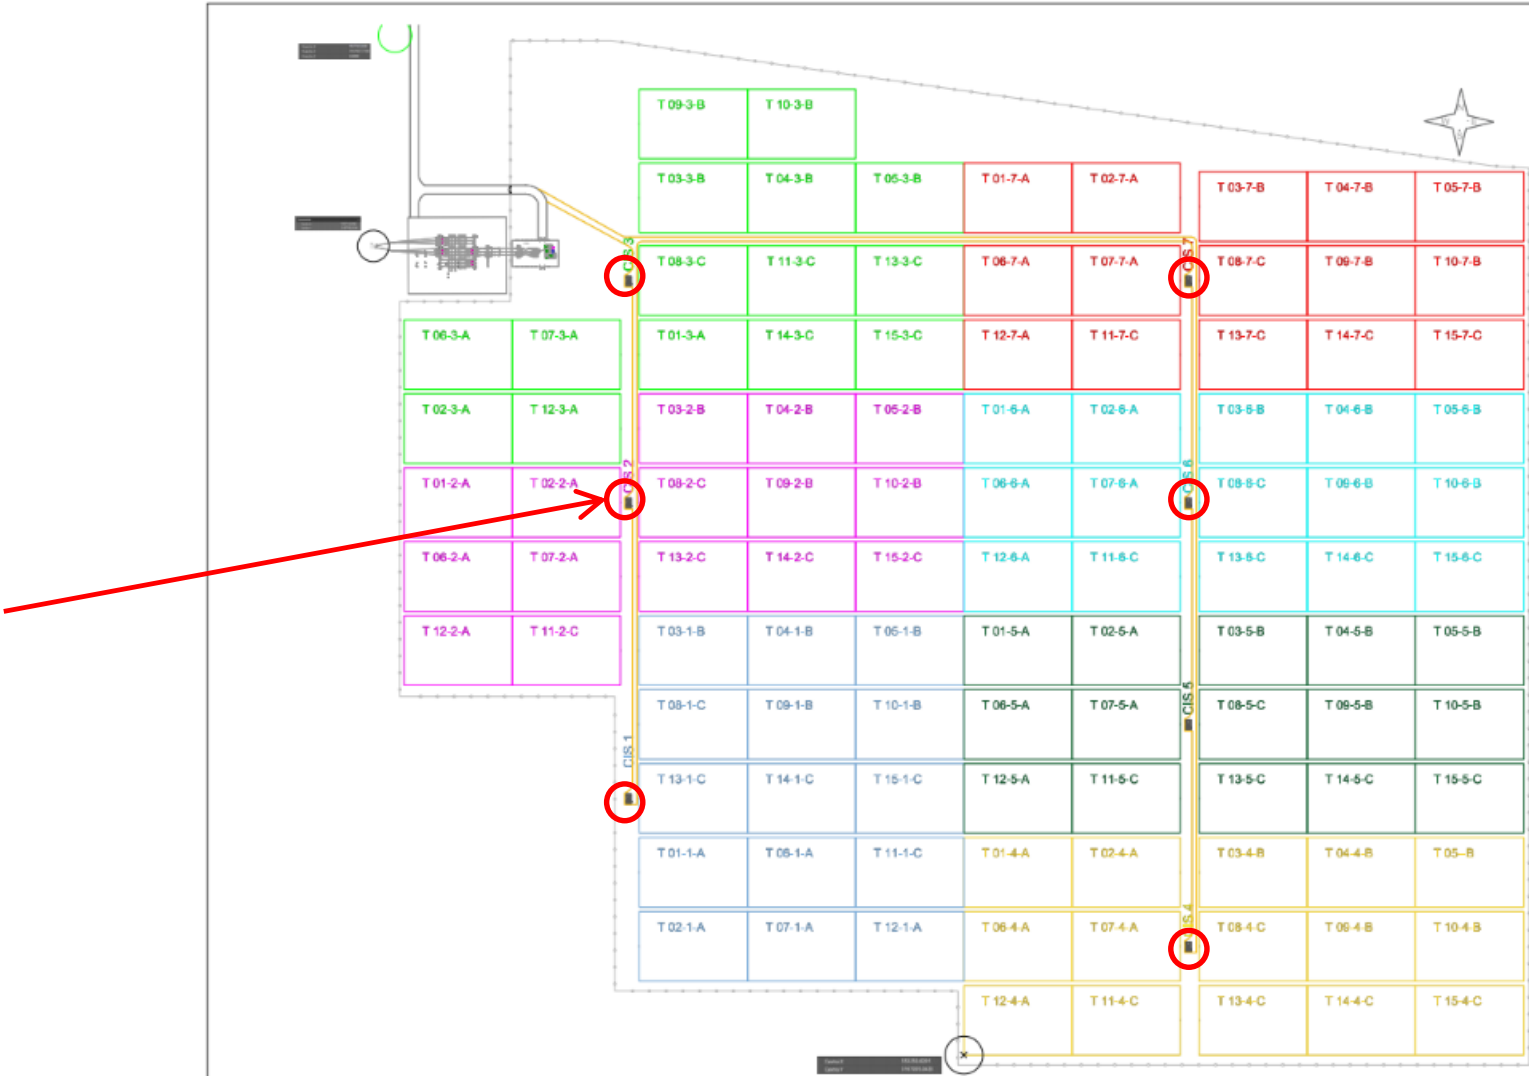 T 09-3-B T 10-3-B
T 03-3-B T 04-3-B T 05-3-B T 01-7-A T 02-7-A T 03-7-B T 04-7-B T 05-7-B
CIS 3 CIS 7
T 08-3-C T 11-3-C T 13-3-C T 06-7-A T 07-7-A T 08-7-C T 09-7-B T 10-7-B
T 06-3-A T 07-3-A T 01-3-A T 14-3-C T 15-3-C T 12-7-A T 11-7-C T 13-7-C T 14-7-C T 15-7-C
T 02-3-A T 12-3-A T 03-2-B T 04-2-B T 05-2-B T 01-6-A T 02-6-A T 03-6-B T 04-6-B T 05-6-B
CIS 2 CIS 6
T 01-2-A T 02-2-A T 08-2-C T 09-2-B T 10-2-B T 06-6-A T 07-6-A T 08-6-C T 09-6-B T 10-6-B
T 06-2-A T 07-2-A T 13-2-C T 14-2-C T 15-2-C T 12-6-A T 11-6-C T 13-6-C T 14-6-C T 15-6-C
T 12-2-A T 11-2-C T 03-1-B T 04-1-B T 05-1-B T 01-5-A T 02-5-A T 03-5-B T 04-5-B T 05-5-B
CIS 5
T 08-1-C T 09-1-B T 10-1-B T 06-5-A T 07-5-A T 08-5-C T 09-5-B T 10-5-B
CIS 1
T 13-1-C T 14-1-C T 15-1-C T 12-5-A T 11-5-C T 13-5-C T 14-5-C T 15-5-C
T 01-1-A T 06-1-A T 11-1-C T 01-4-A T 02-4-A T 03-4-B T 04-4-B T 05--B
CIS 4
T 02-1-A T 07-1-A T 12-1-A T 06-4-A T 07-4-A T 08-4-C T 09-4-B T 10-4-B
T 12-4-A T 11-4-C T 13-4-C T 14-4-C T 15-4-C